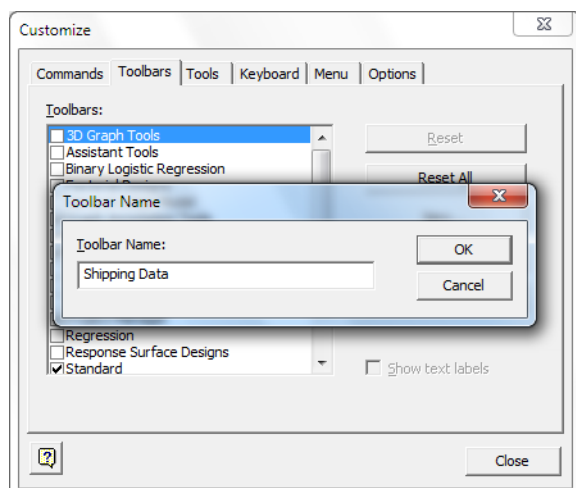 Customize
Commands Toolbars Tools Keyboard Menu Options
Toolbars:
3D Graph Tools
Assistant Tools
Binary Logistic Regression
Reset
Reset All
Toolbar Name
Toolbar Name:
Shipping Data
OK
Cancel
Regression
Response Surface Designs
Standard
Show text labels
Close